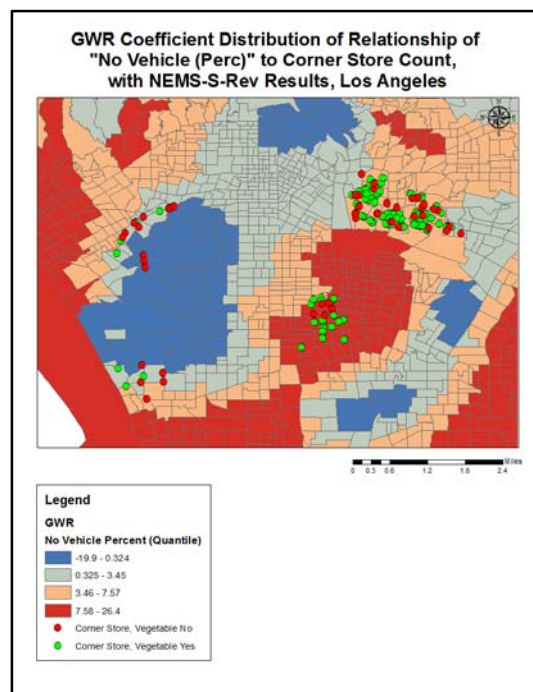 GWR Coefficient Distribution of Relationship of
"No Vehicle (Perc)" to Corner Store Count,
with NEMS-S-Rev Results, Los Angeles
N
Miles
0 0.3 0.6 1.2 1.8 2.4
Legend
GWR
No Vehicle Percent (Quantile)
-19.9 - 0.324
0.325 - 3.45
3.46 - 7.57
7.58 - 26.4
Corner Store, Vegetable No
Corner Store, Vegetable Yes